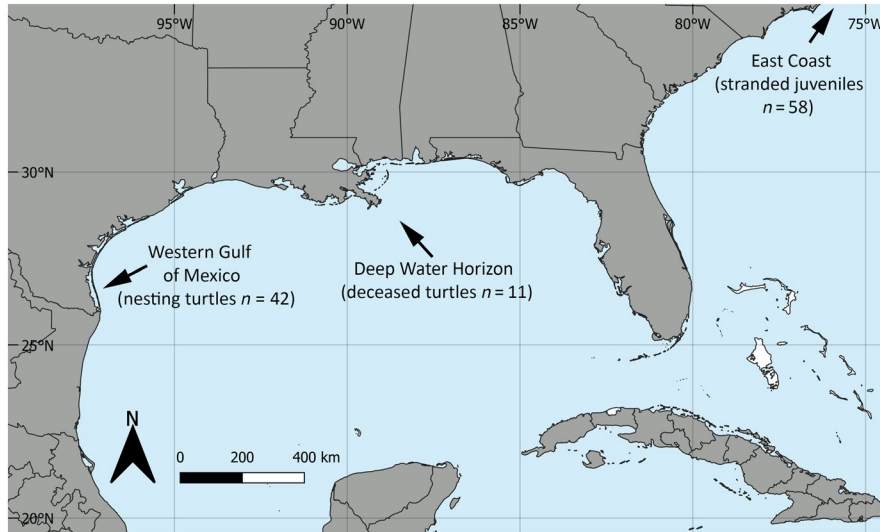 95°W
90°W
85°W
80°W
75°W
East Coast
(stranded juveniles
n = 58)
30°N
Western Gulf
of Mexico
(nesting turtles n = 42)
Deep Water Horizon
(deceased turtles n = 11)
25°N
N
0 200 400 km
20°N